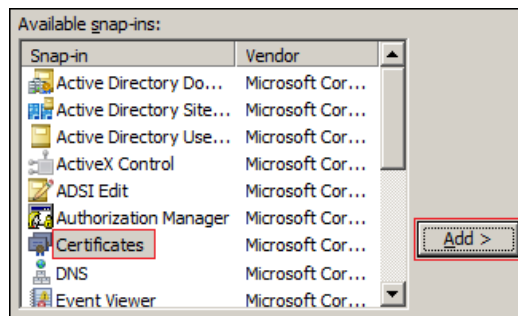 Available snap-ins:
Snap-in Vendor
Active Directory Do... Microsoft Cor...
Active Directory Site... Microsoft Cor...
Active Directory Use... Microsoft Cor...
ActiveX Control Microsoft Cor...
ADSI Edit Microsoft Cor...
Authorization Manager Microsoft Cor...
Certificates Microsoft Cor...
Add >
DNS Microsoft Cor...
Event Viewer Microsoft Cor...